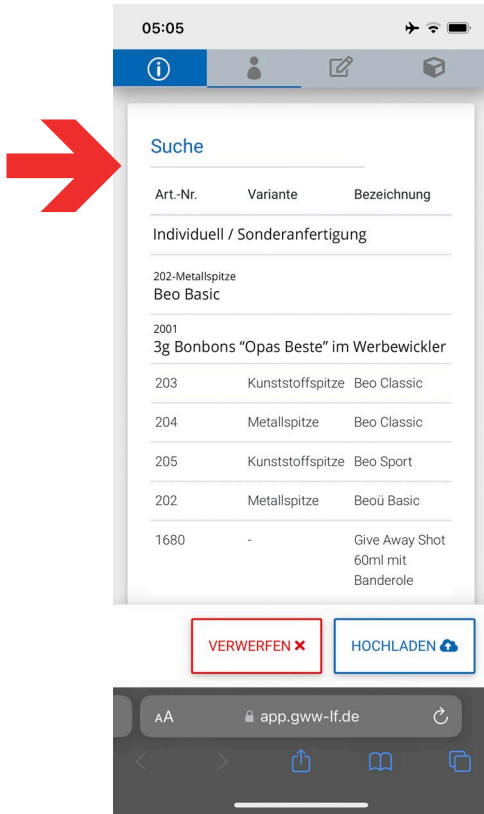 05:05
Suche
Art.-Nr. Variante Bezeichnung
Individuell / Sonderanfertigung
202-Metallspitze
Beo Basic
2001
3g Bonbons “Opas Beste” im Werbewickler
203 Kunststoffspitze Beo Classic
204 Metallspitze Beo Classic
205 Kunststoffspitze Beo Sport
202 Metallspitze Beoü Basic
1680 - Give Away Shot
60ml mit
Banderole
VERWERFEN HOCHLADEN
AA app.gww-lf.de